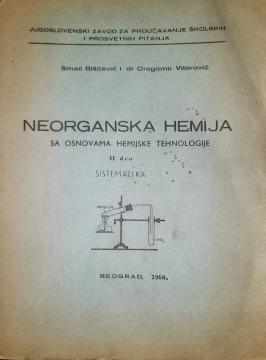 JUGOSLOVENSKI ZAVOD ZA PROUČAVANJE ŠKOLSKIH
I PROSVETNIH PITANJA
Smail Bišćević i dr Dragomir Vitorović
NEORGANSKA HEMIJA
SA OSNOVAMA HEMIJSKE TEHNOLOGIJE
II deo
SISTEMATIKA
BEOGRAD, 1960.